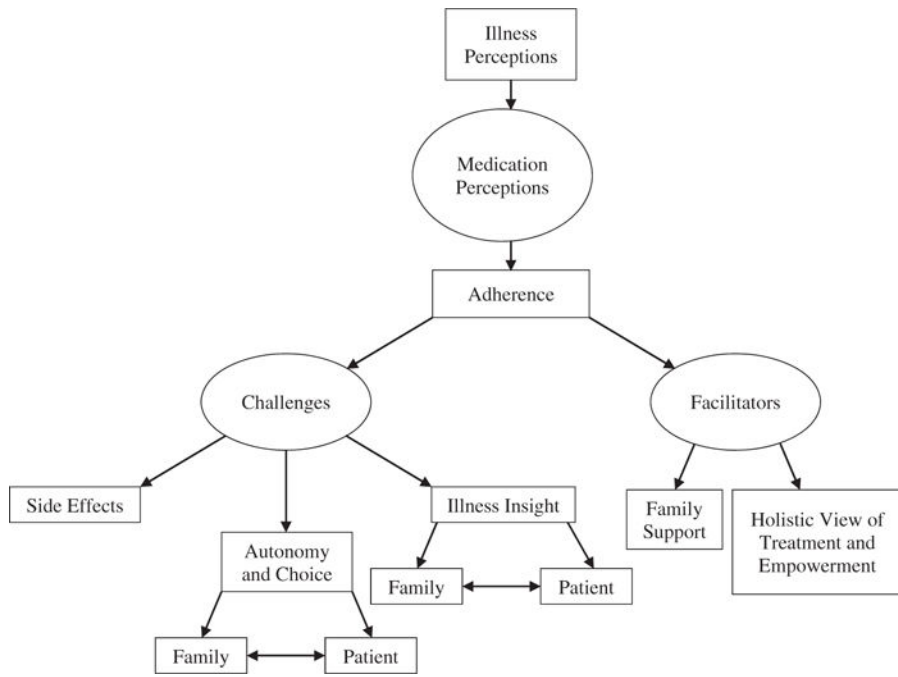 Illness
Perceptions
Medication
Perceptions
Adherence
Challenges
Facilitators
Side Effects
Illness Insight
Family
Support
Holistic View of
Treatment and
Empowerment
Autonomy
and Choice
Family
Patient
Family
Patient